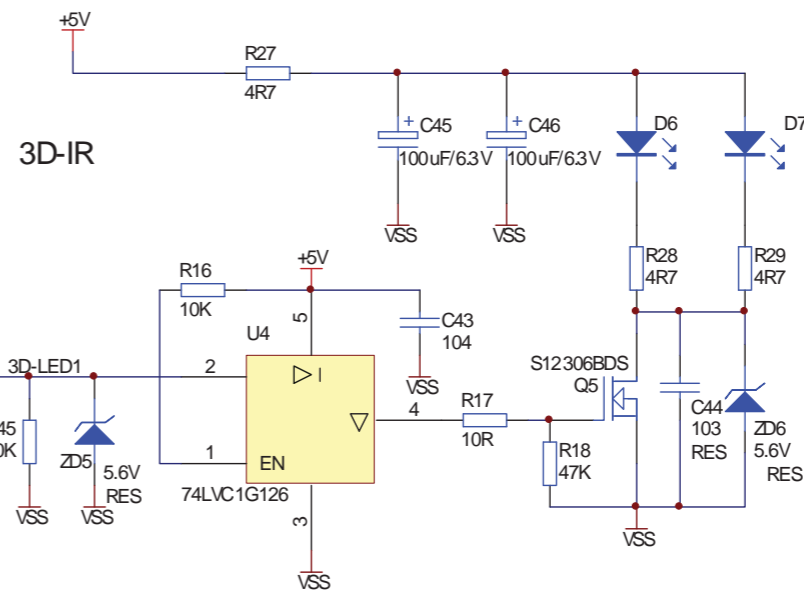 +5V
R27
4R7
C45
100uF/6.3V
C46
100uF/6.3V
D6
D7
3D-IR
VSS
VSS
R28
4R7
R29
4R7
+5V
R16
10K
C43
104
VSS
U4
5
I
3D-LED1
2
1
EN
4
74LVC1G126
3
VSS
45
0K
VSS
ZD5
5.6V
RES
VSS
R17
10R
R18
47K
S12306BDS
Q5
C44
103
RES
ZD6
5.6V
RES
VSS